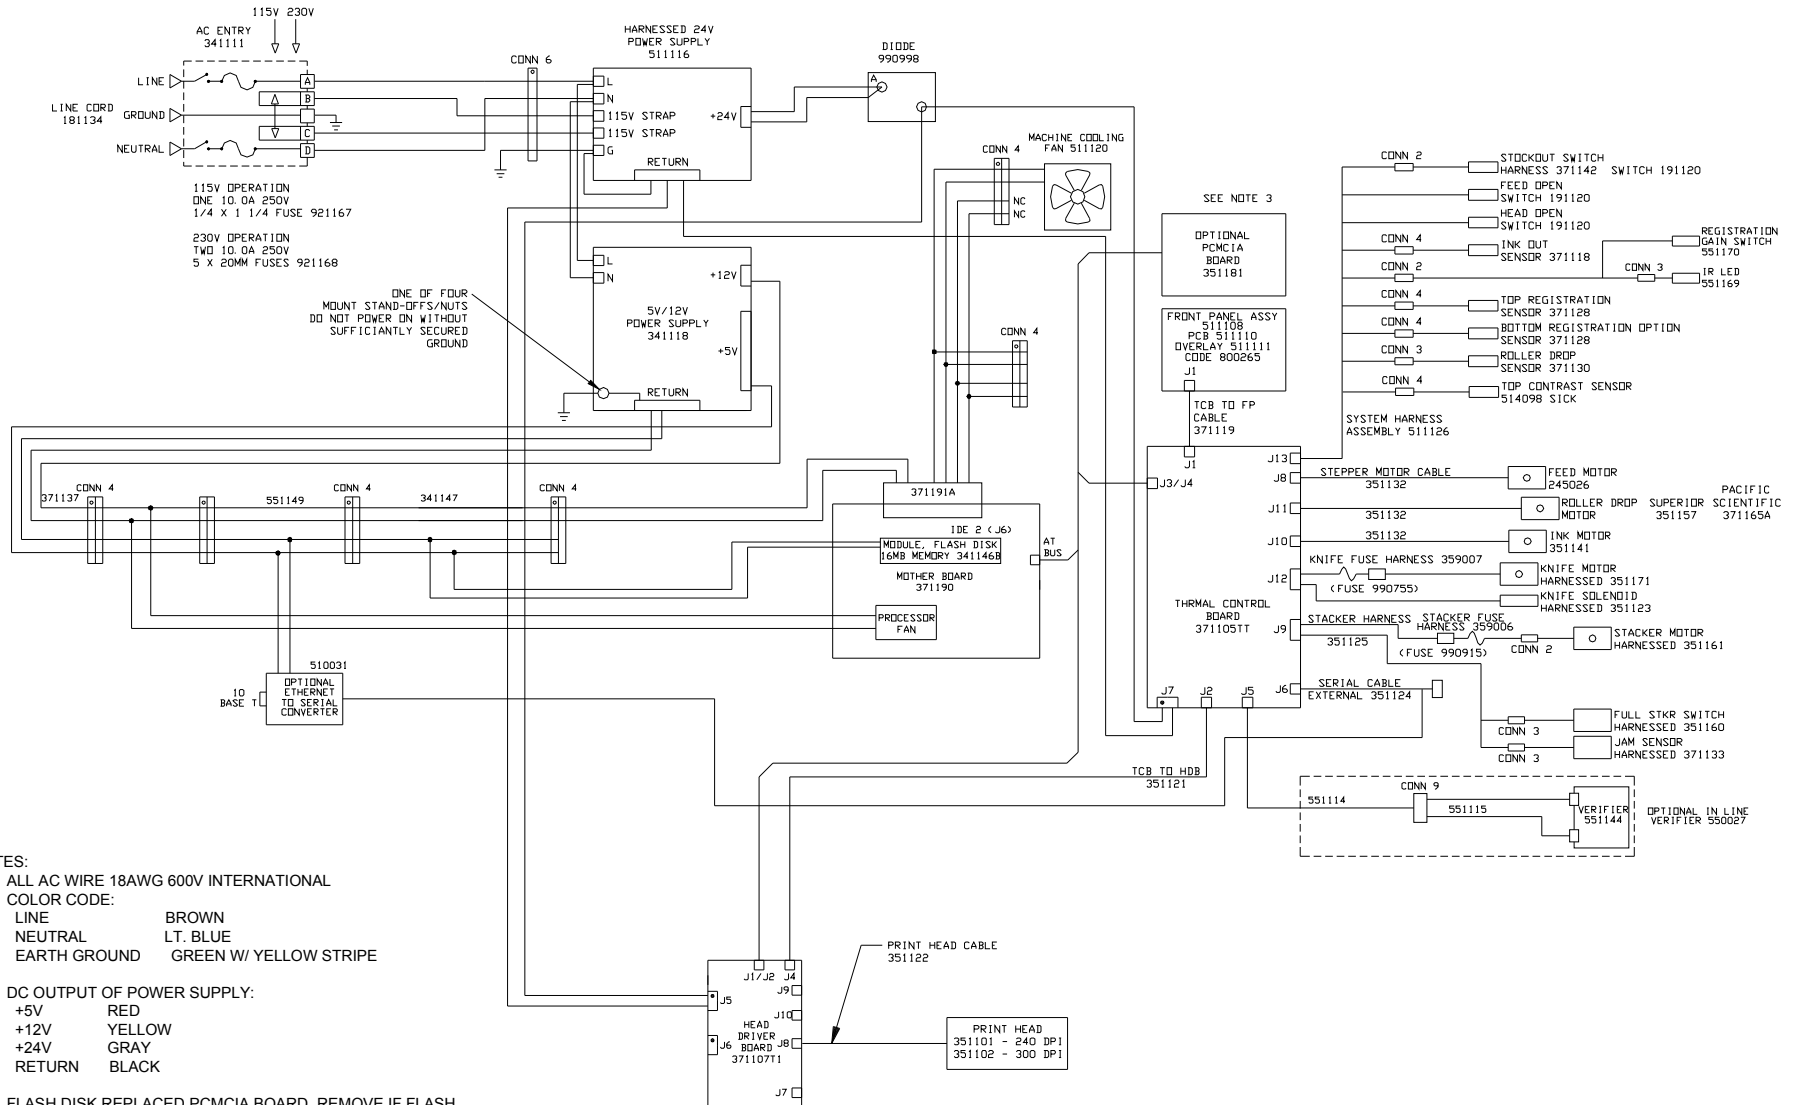 115V 230V
AC ENTRY
341111
LINE
LINE CORD
181134
GROUND
NEUTRAL
A
B
C
D
115V OPERATION
ONE 10.0A 250V
1/4 X 1 1/4 FUSE 921167
230V OPERATION
TWO 10.0A 250V
5 X 20MM FUSES 921168
CONN 6
HARNESSED 24V
POWER SUPPLY
511116
L
N
115V STRAP
115V STRAP
G
+24V
RETURN
DIODE
990998
A
MACHINE COOLING
FAN 511120
CONN 4
NC
NC
ONE OF FOUR
MOUNT STAND-OFFS/NUTS
DO NOT POWER ON WITHOUT
SUFFICIANTLY SECURED
GROUND
L
N
+12V
5V/12V
POWER SUPPLY
341118
+5V
RETURN
CONN 4
SEE NOTE 3
OPTIONAL
PCMCIA
BOARD
351181
FRONT PANEL ASSY
511108
PCB 511110
OVERLAY 511111
CODE 800265
J1
TCB TO FP
CABLE
371119
CONN 2
STOCKOUT SWITCH
HARNESS 371142 SWITCH 191120
FEED OPEN
SWITCH 191120
HEAD OPEN
SWITCH 191120
CONN 4
INK OUT
SENSOR 371118
CONN 2
REGISTRATION
GAIN SWITCH
551170
CONN 3
IR LED
551169
CONN 4
TOP REGISTRATION
SENSOR 371128
CONN 4
BOTTOM REGISTRATION OPTION
SENSOR 371128
CONN 3
ROLLER DROP
SENSOR 371130
CONN 4
TOP CONTRAST SENSOR
514098 SICK
SYSTEM HARNESS
ASSEMBLY 511126
371137
CONN 4
551149
CONN 4
341147
CONN 4
371191A
IDE 2 (J6)
MODULE, FLASH DISK
16MB MEMORY 341146B
MOTHER BOARD
371190
PROCESSOR
FAN
AT
BUS
510031
10
BASE T
OPTIONAL
ETHERNET
TO SERIAL
CONVERTER
J1
J3/J4
J13
J8
J11
J10
J12
J9
J6
J7
J2
J5
THRMAL CONTROL
BOARD
371105TT
STEPPER MOTOR CABLE
351132
FEED MOTOR
245026
351132
ROLLER DROP SUPERIOR SCIENTIFIC
MOTOR 351157 371165A
PACIFIC
351132
INK MOTOR
351141
KNIFE FUSE HARNESS 359007
(FUSE 990755)
KNIFE MOTOR
HARNESSED 351171
KNIFE SOLENOID
HARNESSED 351123
STACKER HARNESS
351125
STACKER FUSE
HARNESS 359006
(FUSE 990915)
CONN 2
STACKER MOTOR
HARNESSED 351161
SERIAL CABLE
EXTERNAL 351124
CONN 3
FULL STKR SWITCH
HARNESSED 351160
CONN 3
JAM SENSOR
HARNESSED 371133
TCB TO HDB
351121
551114
CONN 9
551115
VERIFIER
551144
OPTIONAL IN LINE
VERIFIER 550027
TES:
ALL AC WIRE 18AWG 600V INTERNATIONAL
COLOR CODE:
LINE BROWN
NEUTRAL LT. BLUE
EARTH GROUND GREEN W/ YELLOW STRIPE
DC OUTPUT OF POWER SUPPLY:
+5V RED
+12V YELLOW
+24V GRAY
RETURN BLACK
FLASH DISK REPLACED PCMCIA BOARD. REMOVE IF FLASH
J1/J2
J4
J5
J9
J10
J6
J8
J7
HEAD
DRIVER
BOARD
371107T1
PRINT HEAD CABLE
351122
PRINT HEAD
351101 - 240 DPI
351102 - 300 DPI